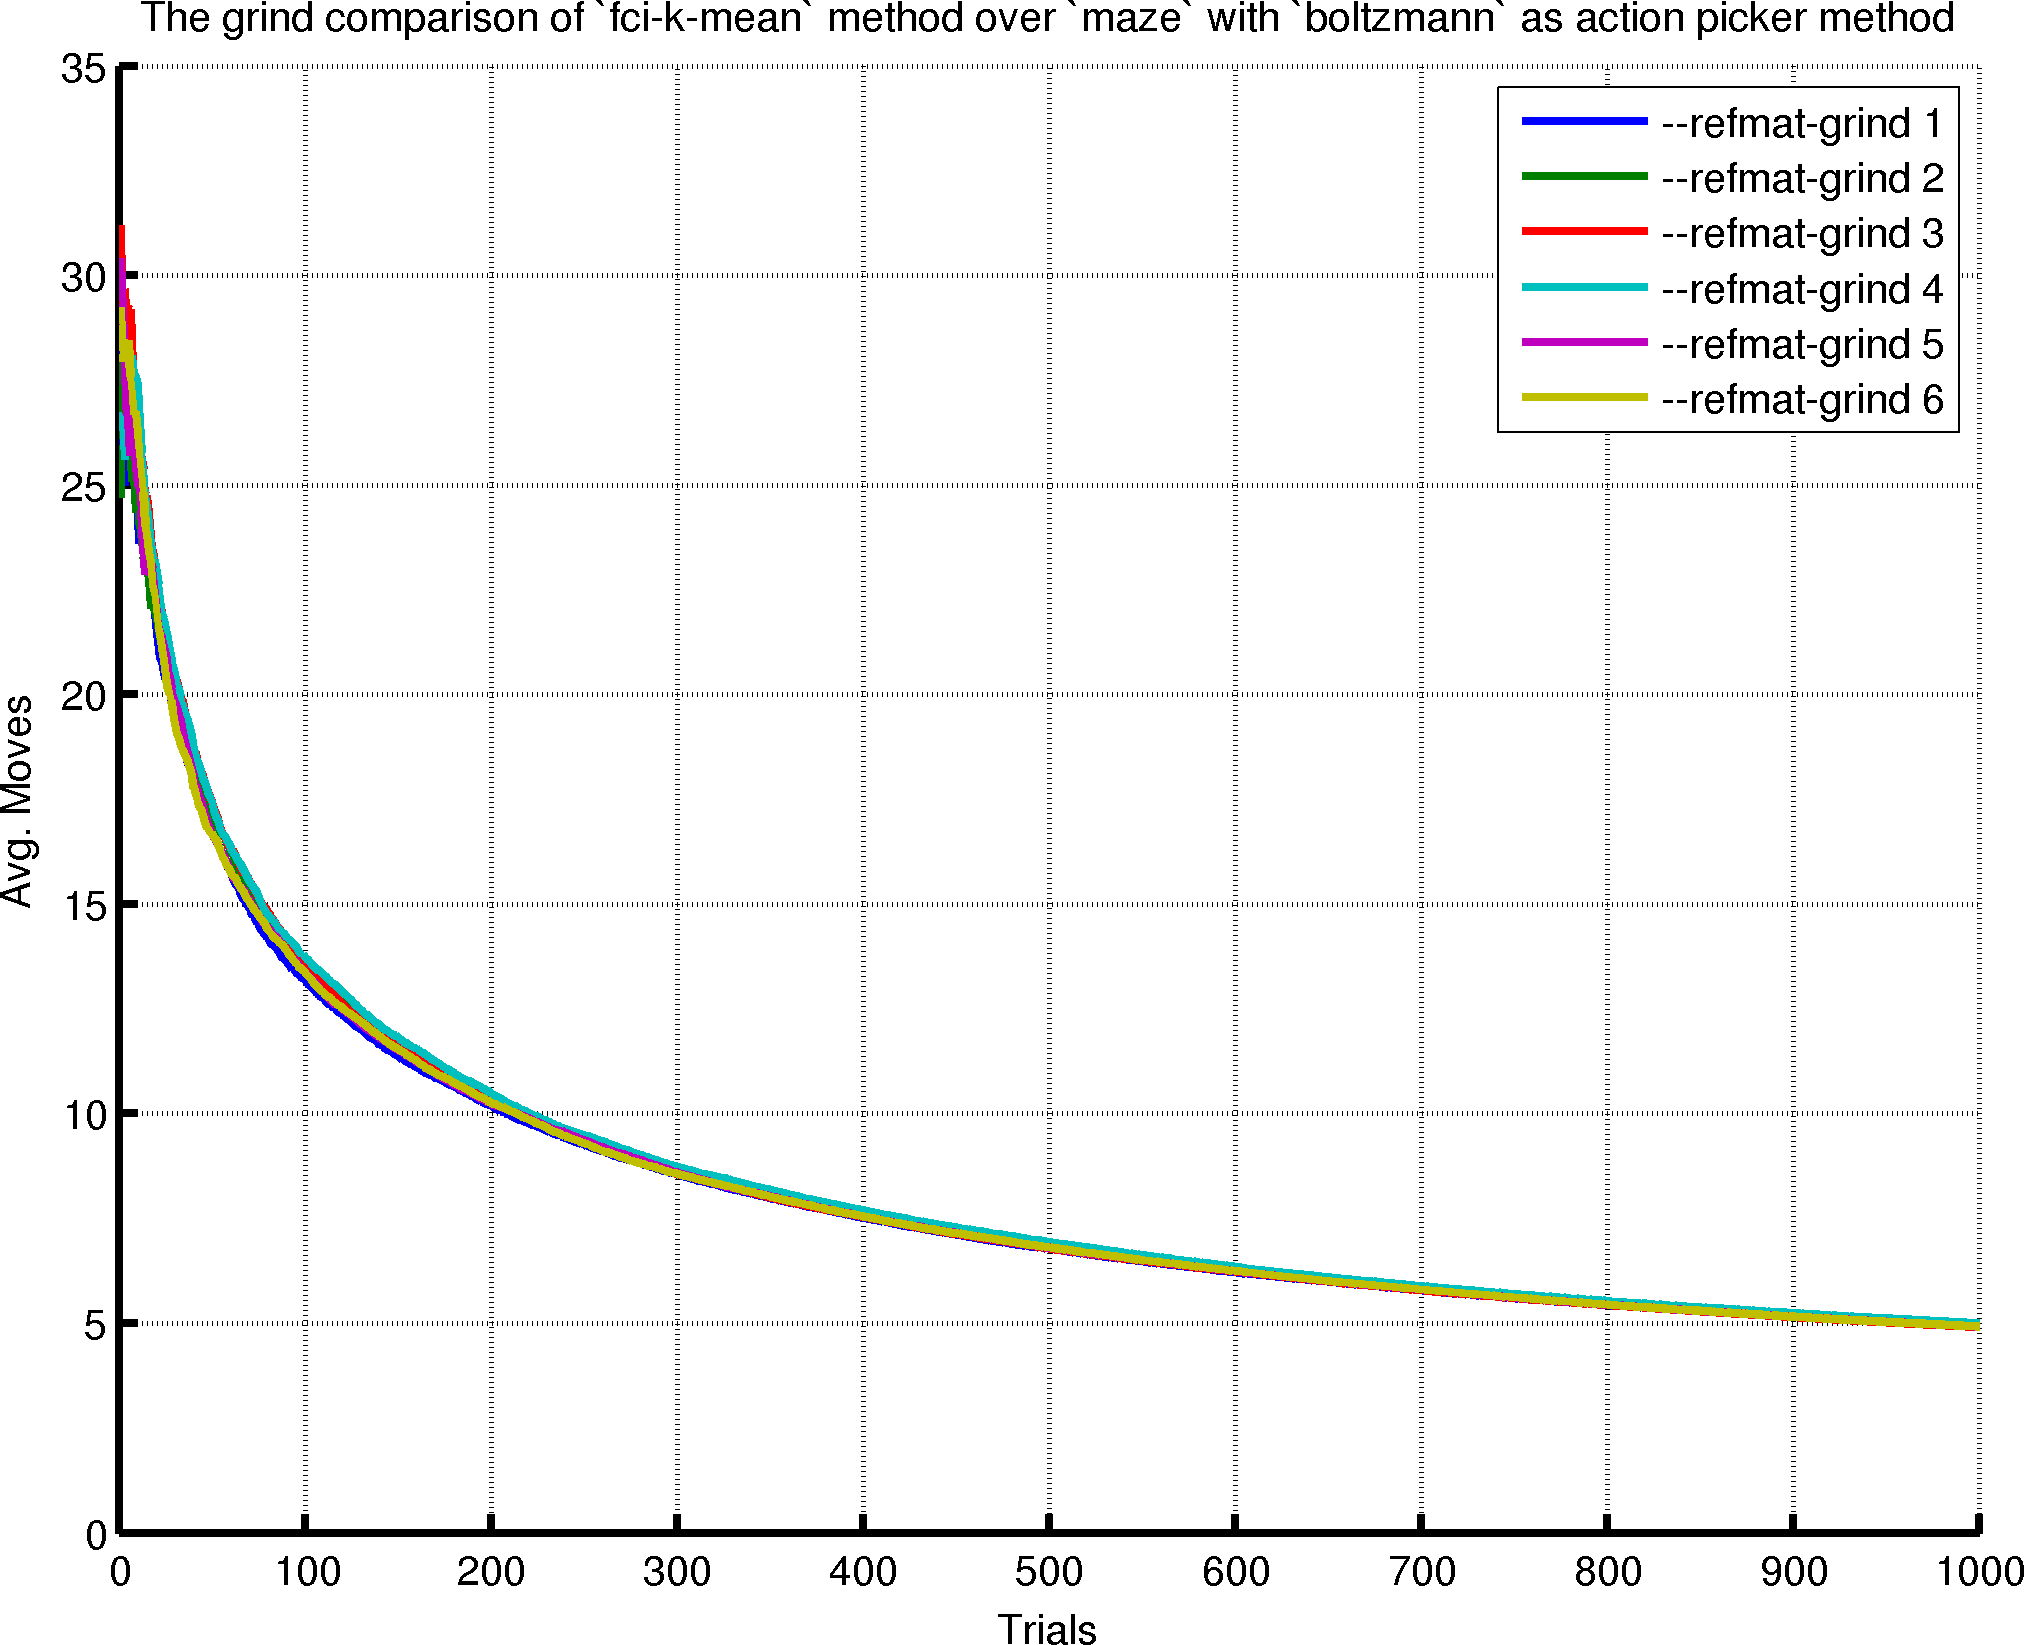 The grind comparison of `fci-k-mean` method over `maze` with `boltzmann` as action picker method
35
30
25
20
15
10
5
0
Avg. Moves
--refmat-grind 1
--refmat-grind 2
--refmat-grind 3
--refmat-grind 4
--refmat-grind 5
--refmat-grind 6
0 100 200 300 400 500 600 700 800 900 1000
Trials